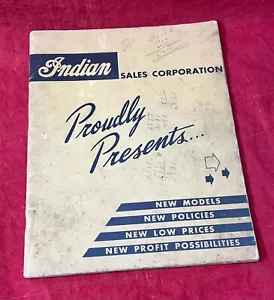 Indian SALES CORPORATION
Proudly
Presents...
NEW MODELS
NEW POLICIES
NEW LOW PRICES
NEW PROFIT POSSIBILITIES